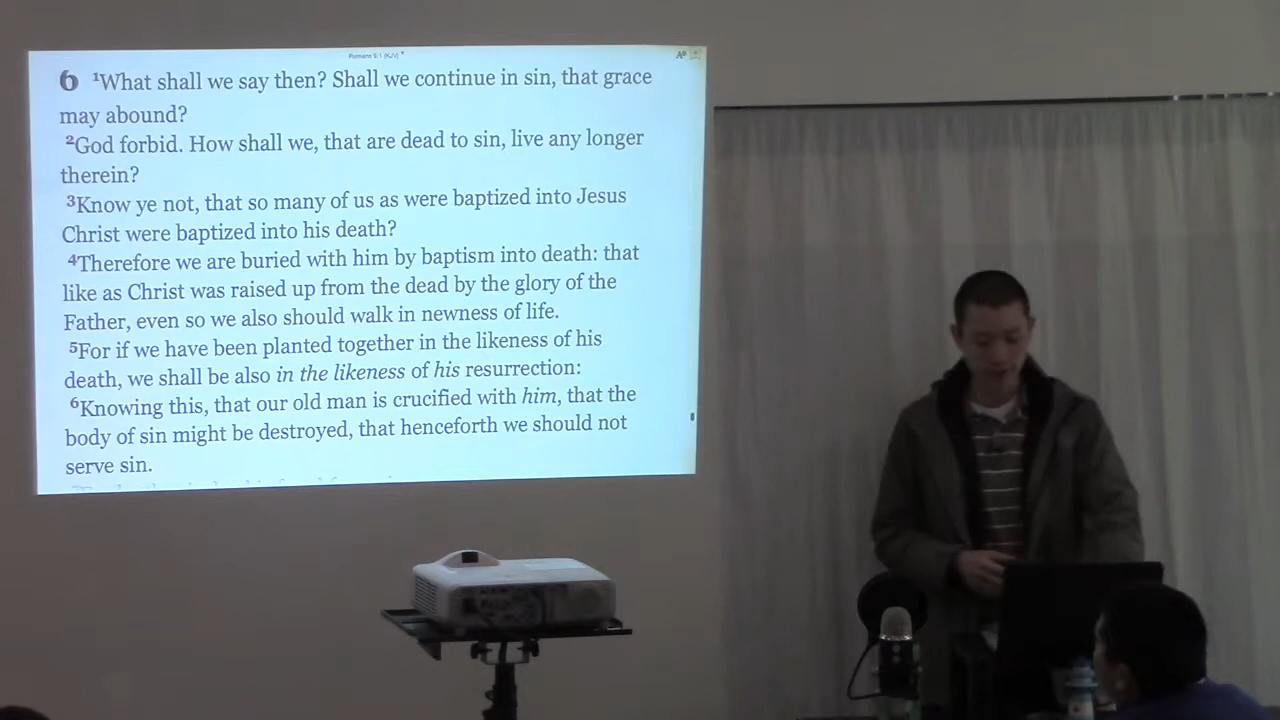 Romans 6:1 (KJV)
6 ¹What shall we say then? Shall we continue in sin, that grace
may abound?
²God forbid. How shall we, that are dead to sin, live any longer
therein?
³Know ye not, that so many of us as were baptized into Jesus
Christ were baptized into his death?
⁴Therefore we are buried with him by baptism into death: that
like as Christ was raised up from the dead by the glory of the
Father, even so we also should walk in newness of life.
⁵For if we have been planted together in the likeness of his
death, we shall be also in the likeness of his resurrection:
⁶Knowing this, that our old man is crucified with him, that the
body of sin might be destroyed, that henceforth we should not
serve sin.